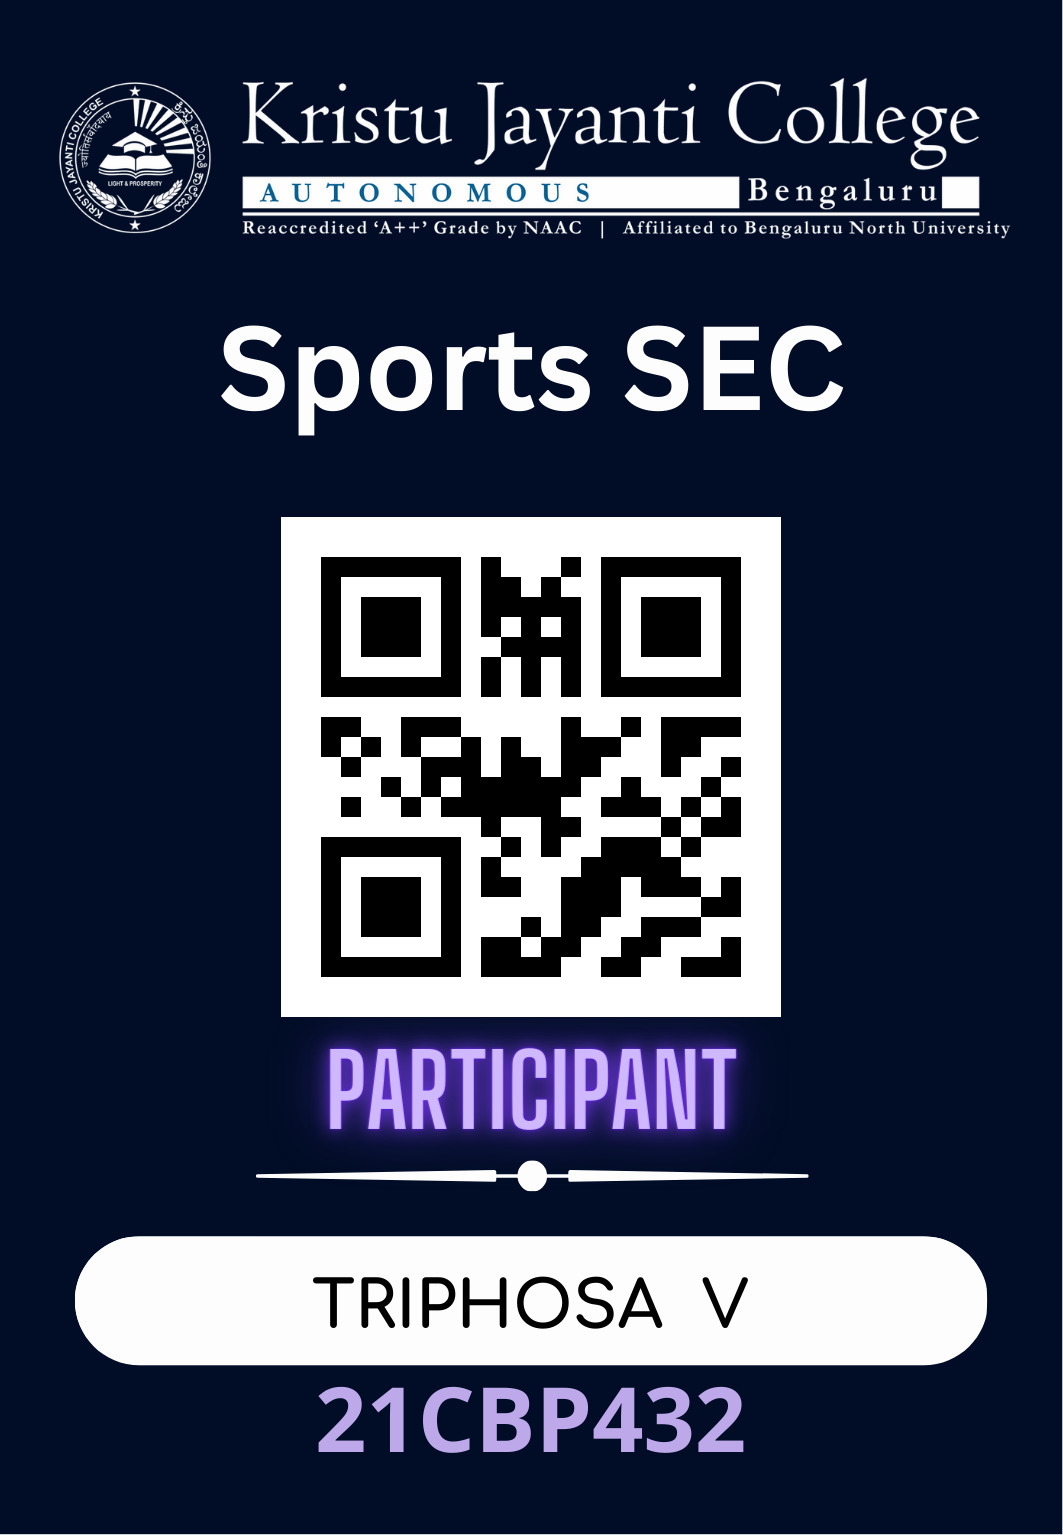 KRISTU JAYANTI COLLEGE
LIGHT & PROSPERITY
Kristu Jayanti College
AUTONOMOUS Bengaluru
Reaccredited ‘A++’ Grade by NAAC | Affiliated to Bengaluru North University
Sports SEC
PARTICIPANT
TRIPHOSA V
21CBP432